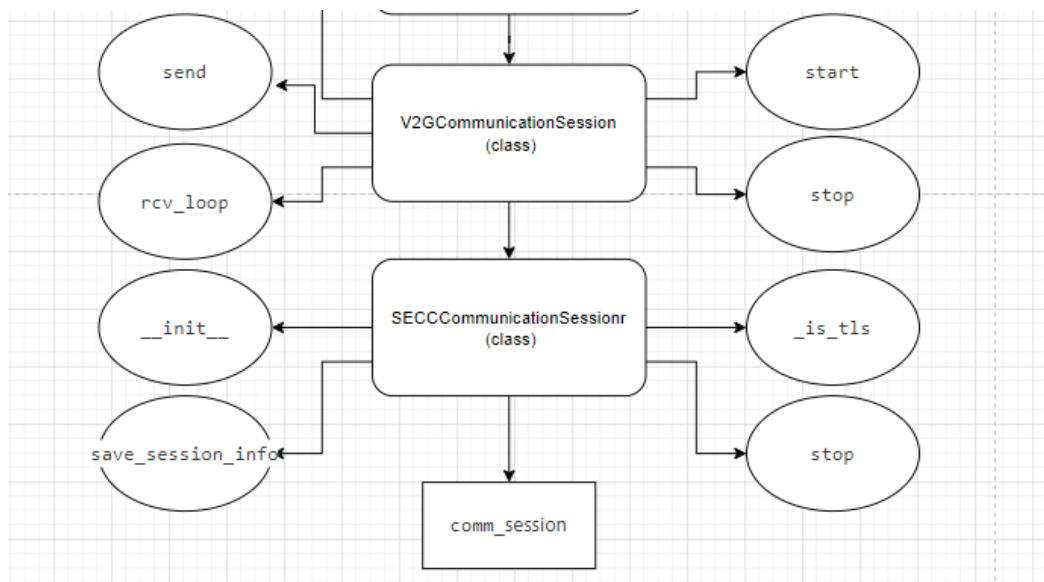 send
start
V2GCommunicationSession
(class)
rcv_loop
stop
__init__
SECCCommunicationSessionr
(class)
_is_tls
save_session_info
stop
comm_session